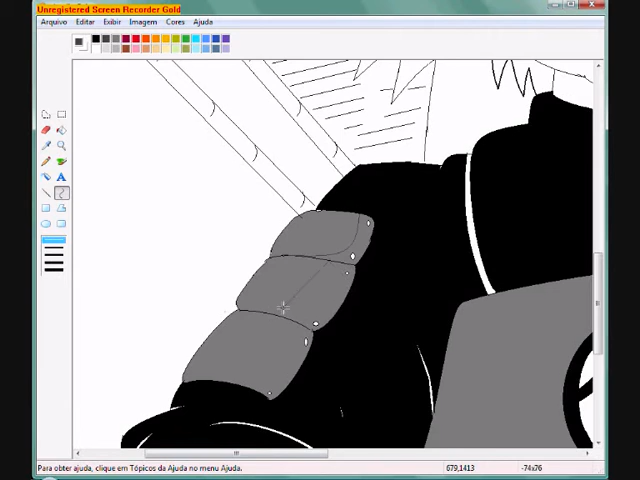 Unregistered Screen Recorder Gold
Arquivo Editar Exibir Imagem Cores Ajuda
A
Para obter ajuda, clique em Tópicos da Ajuda no menu Ajuda. 679,1413 -74x76